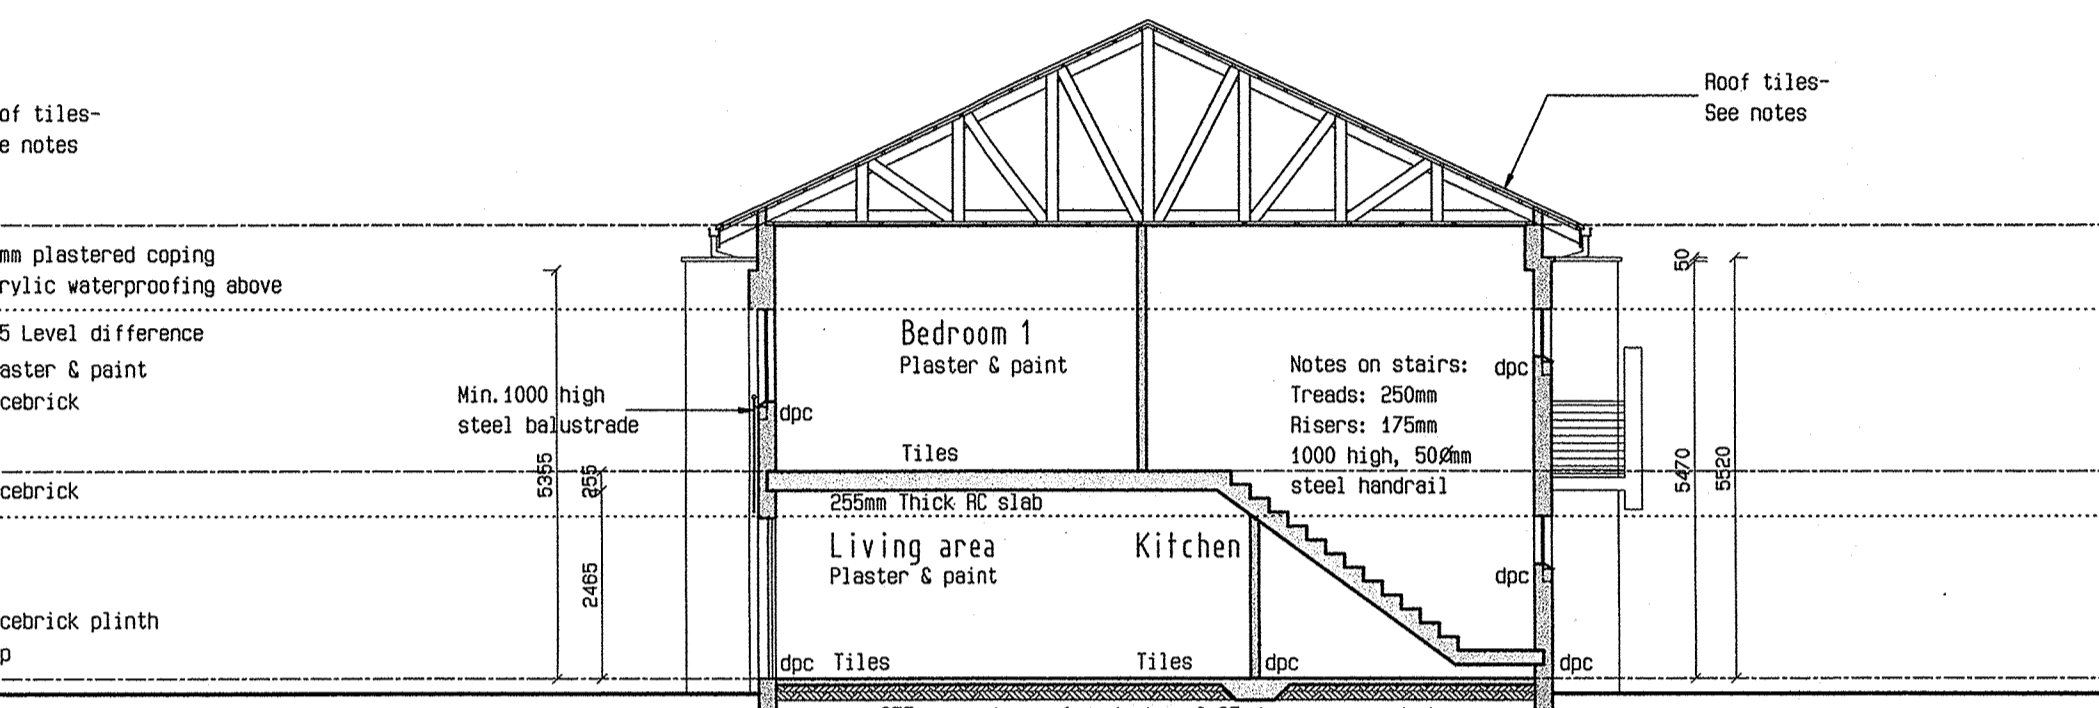 of tiles-
e notes
Roof tiles-
See notes
mm plastered coping
rylic waterproofing above
5 Level difference
aster & paint
cebrick
Min.1000 high
steel balustrade
dpc
Bedroom 1
Plaster & paint
Tiles
Notes on stairs:
Treads: 250mm
Risers: 175mm
1000 high, 50Ømm
steel handrail
dpc
50
5355
255
5470
5520
cebrick
255mm Thick RC slab
Living area
Plaster & paint
Kitchen
dpc
2465
cebrick plinth
p
dpc Tiles
Tiles
dpc
dpc